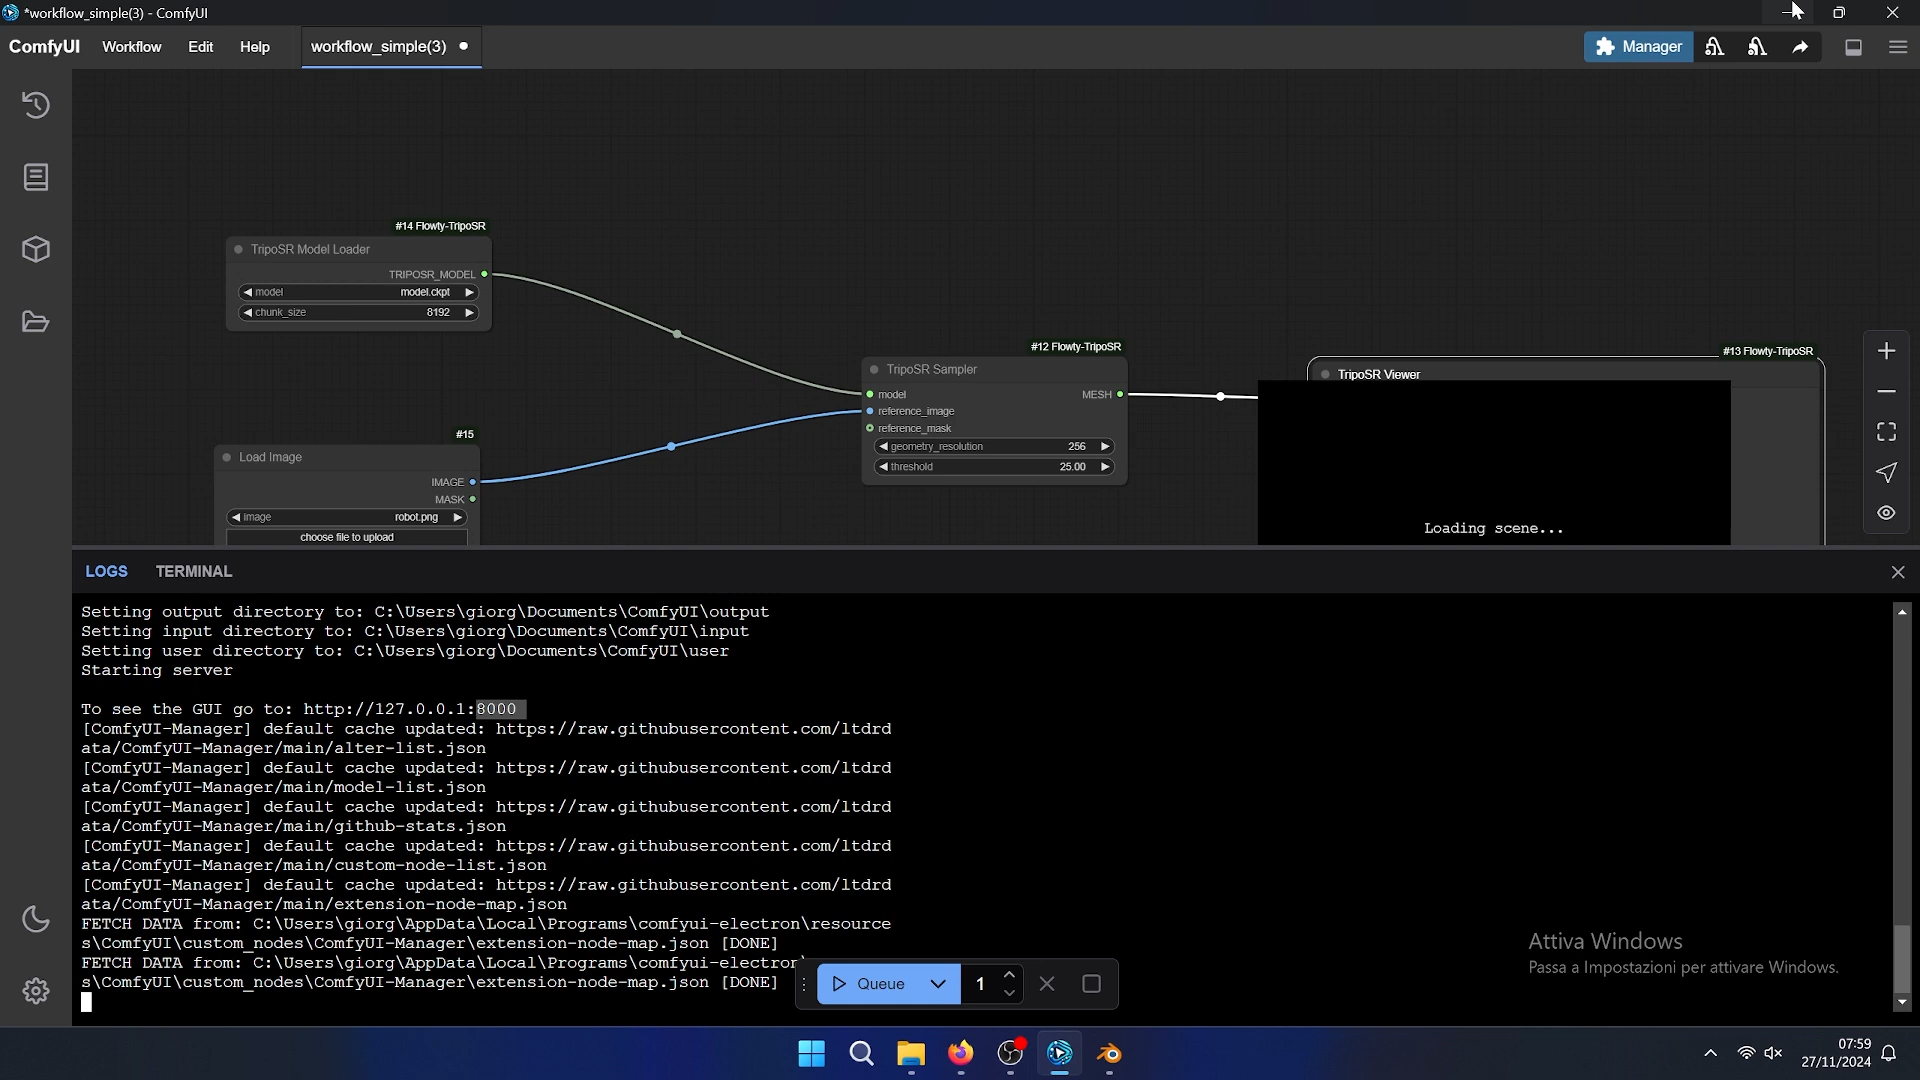 *workflow_simple(3) - ComfyUI
ComfyUI Workflow Edit Help workflow_simple(3) Manager
#14 Flowty-TripoSR
TripoSR Model Loader
TRIPOSR_MODEL
model model.ckpt
chunk_size 8192
#15
Load Image
IMAGE
MASK
image robot.png
choose file to upload
#12 Flowty-TripoSR
TripoSR Sampler
model MESH
reference_image
reference_mask
geometry_resolution 256
threshold 25.00
#13 Flowty-TripoSR
TripoSR Viewer
Loading scene...
LOGS TERMINAL
Setting output directory to: C:\Users\giorg\Documents\ComfyUI\output
Setting input directory to: C:\Users\giorg\Documents\ComfyUI\input
Setting user directory to: C:\Users\giorg\Documents\ComfyUI\user
Starting server
To see the GUI go to: http://127.0.0.1:8000
[ComfyUI-Manager] default cache updated: https://raw.githubusercontent.com/ltdrd
ata/ComfyUI-Manager/main/alter-list.json
[ComfyUI-Manager] default cache updated: https://raw.githubusercontent.com/ltdrd
ata/ComfyUI-Manager/main/model-list.json
[ComfyUI-Manager] default cache updated: https://raw.githubusercontent.com/ltdrd
ata/ComfyUI-Manager/main/github-stats.json
[ComfyUI-Manager] default cache updated: https://raw.githubusercontent.com/ltdrd
ata/ComfyUI-Manager/main/custom-node-list.json
[ComfyUI-Manager] default cache updated: https://raw.githubusercontent.com/ltdrd
ata/ComfyUI-Manager/main/extension-node-map.json
FETCH DATA from: C:\Users\giorg\AppData\Local\Programs\comfyui-electron\resource
s\ComfyUI\custom_nodes\ComfyUI-Manager\extension-node-map.json [DONE]
FETCH DATA from: C:\Users\giorg\AppData\Local\Programs\comfyui-electron\
s\ComfyUI\custom_nodes\ComfyUI-Manager\extension-node-map.json [DONE]
Queue 1
Attiva Windows
Passa a Impostazioni per attivare Windows.
07:59
27/11/2024